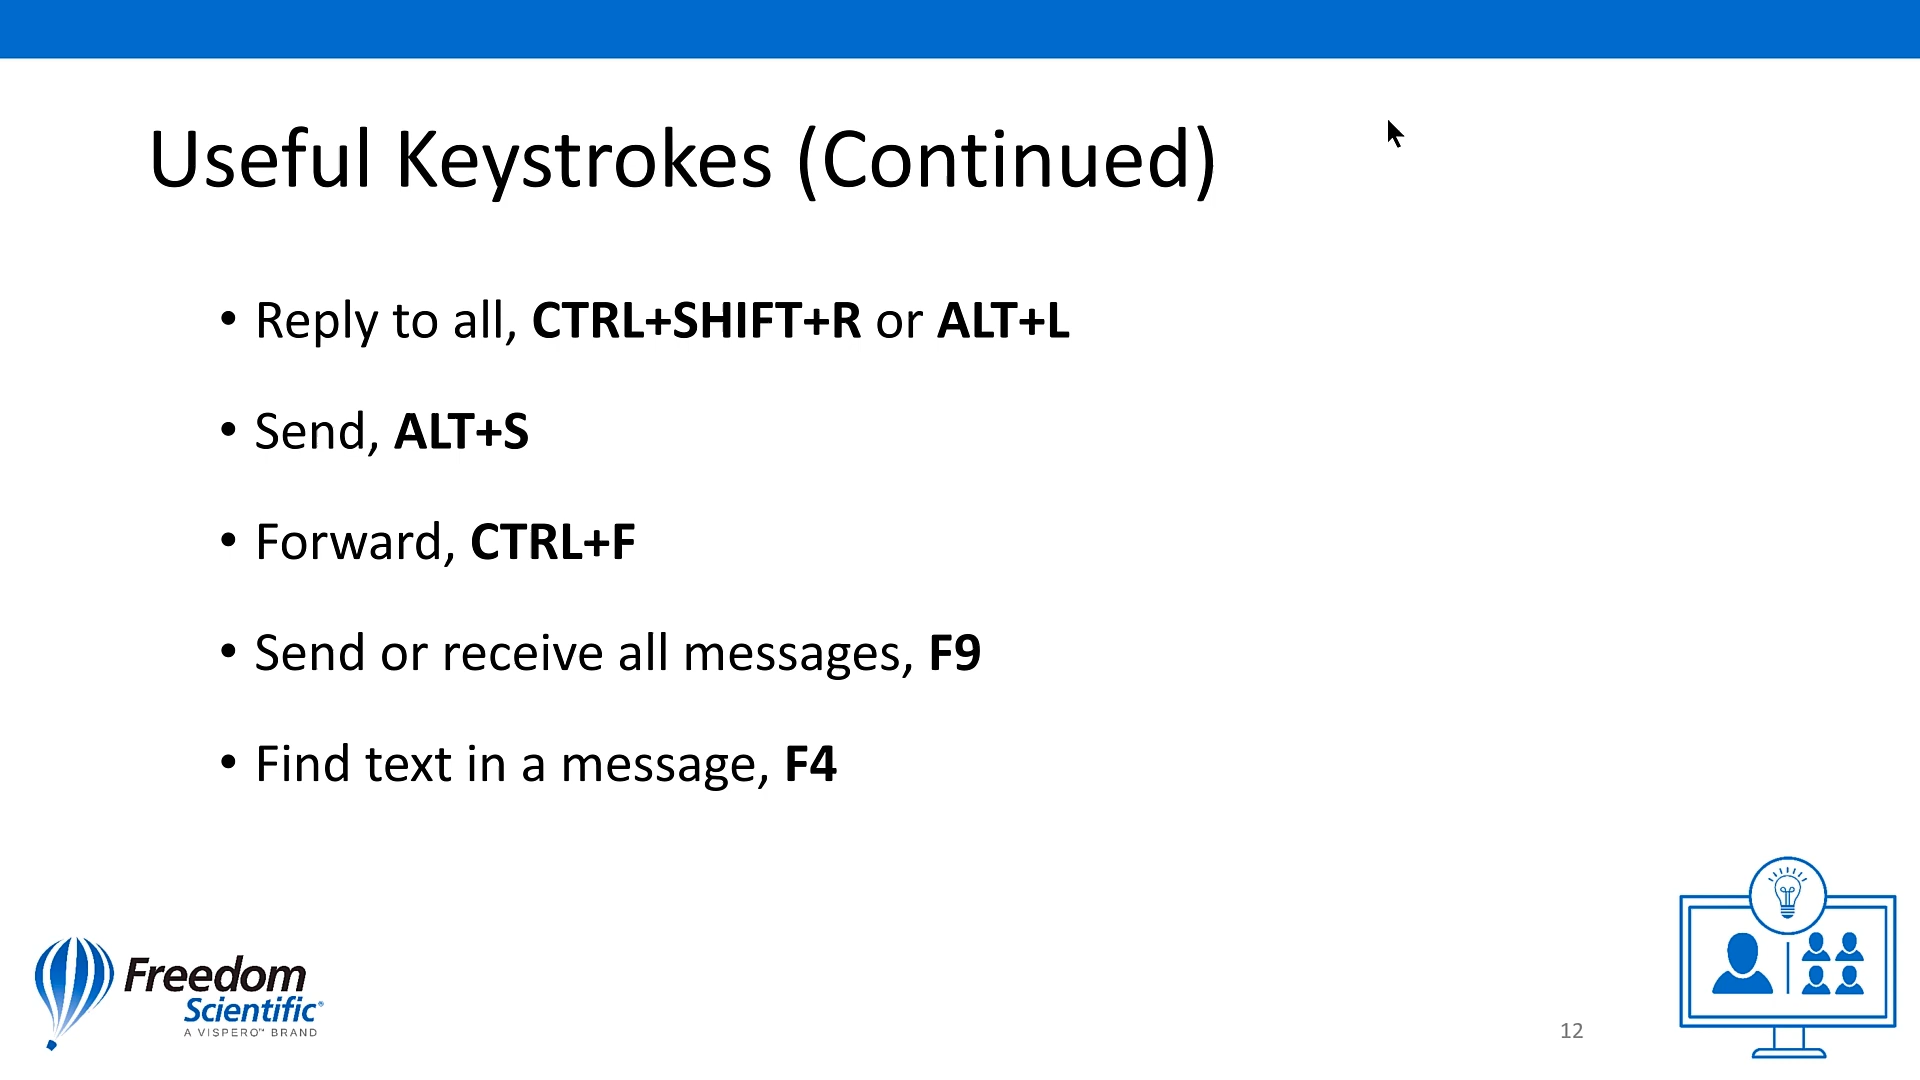 Useful Keystrokes (Continued)
• Reply to all, CTRL+SHIFT+R or ALT+L
• Send, ALT+S
• Forward, CTRL+F
• Send or receive all messages, F9
• Find text in a message, F4
Freedom
Scientific®
A VISPERO™ BRAND
12